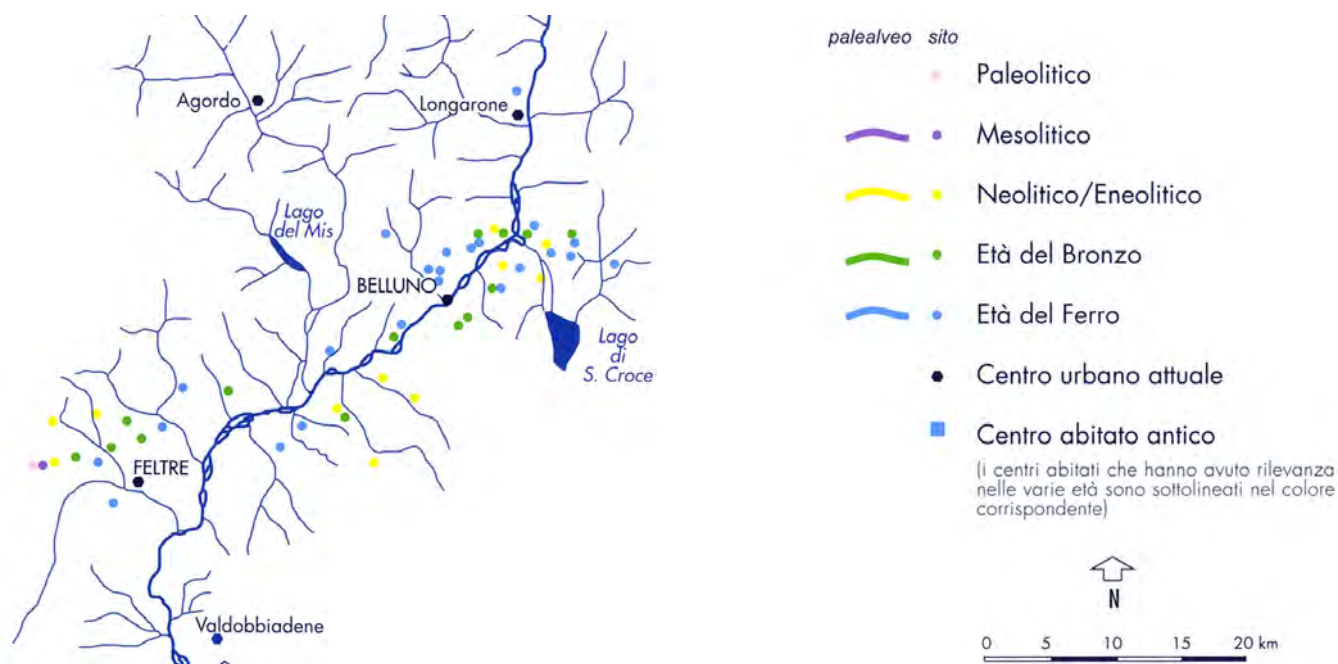 Agordo
Longarone
Lago
del Mis
BELLUNO
Lago
di
S. Croce
FELTRE
Valdobbiadene
palealveo sito
Paleolitico
Mesolitico
Neolitico/Eneolitico
Età del Bronzo
Età del Ferro
Centro urbano attuale
Centro abitato antico
(i centri abitati che hanno avuto rilevanza
nelle varie età sono sottolineati nel colore
corrispondente)
N
0 5 10 15 20 km